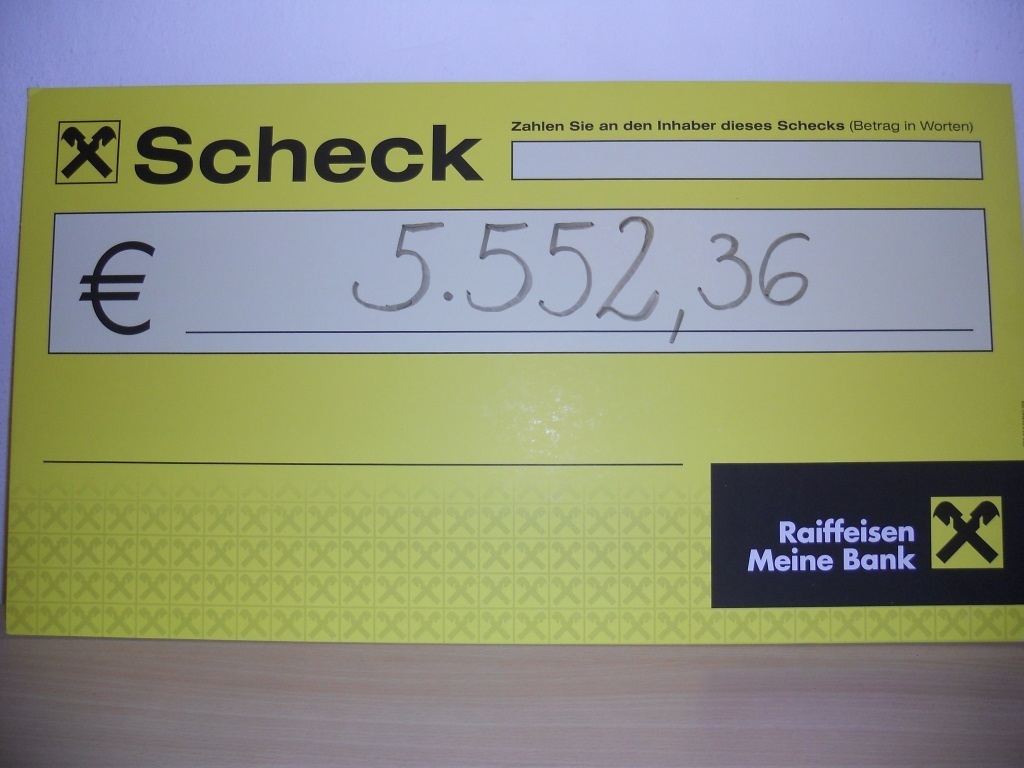 Scheck
Zahlen Sie an den Inhaber dieses Schecks (Betrag in Worten)
€ 5.552,36
Raiffeisen
Meine Bank